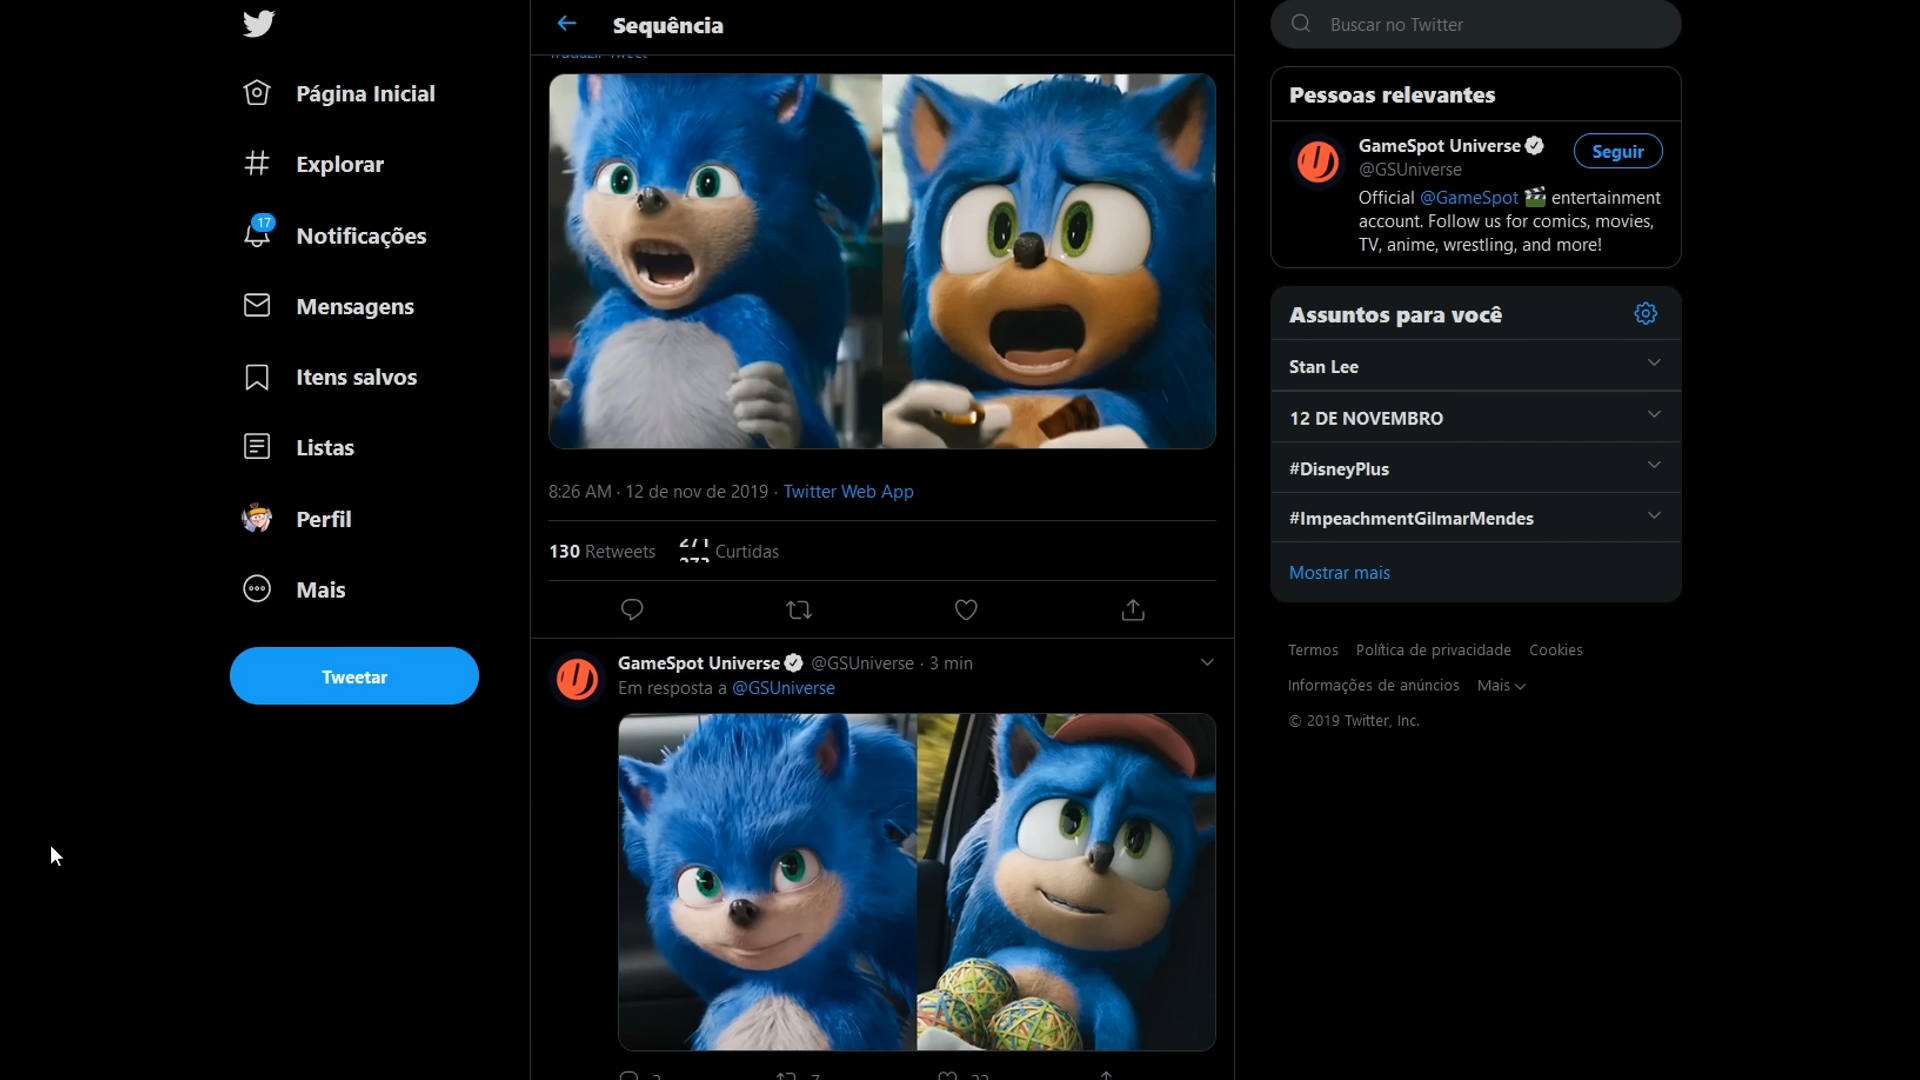 Sequência
Buscar no Twitter
Página Inicial
Explorar
17
Notificações
Mensagens
Itens salvos
Listas
Perfil
Mais
Tweetar
Traduzir Tweet
8:26 AM · 12 de nov de 2019 · Twitter Web App
130 Retweets Curtidas
GameSpot Universe @GSUniverse · 3 min
Em resposta a @GSUniverse
Pessoas relevantes
GameSpot Universe
@GSUniverse
Seguir
Official @GameSpot entertainment
account. Follow us for comics, movies,
TV, anime, wrestling, and more!
Assuntos para você
Stan Lee
12 DE NOVEMBRO
#DisneyPlus
#ImpeachmentGilmarMendes
Mostrar mais
Termos Política de privacidade Cookies
Informações de anúncios Mais
© 2019 Twitter, Inc.